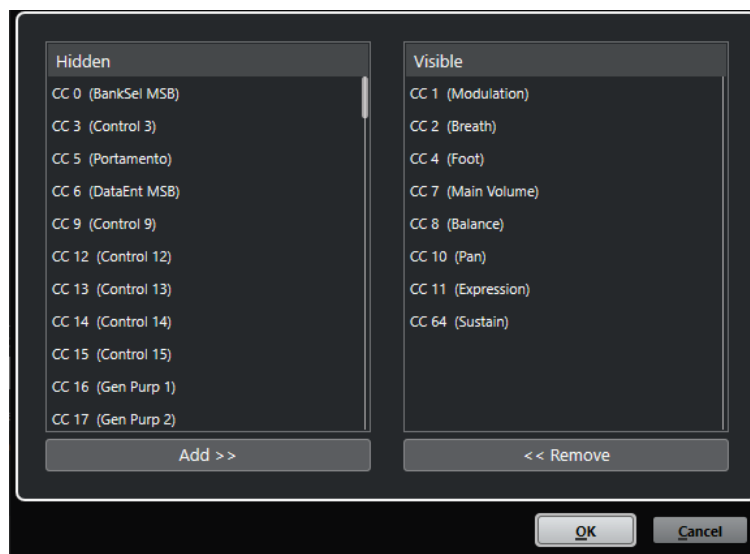 Hidden
CC 0 (BankSel MSB)
CC 3 (Control 3)
CC 5 (Portamento)
CC 6 (DataEnt MSB)
CC 9 (Control 9)
CC 12 (Control 12)
CC 13 (Control 13)
CC 14 (Control 14)
CC 15 (Control 15)
CC 16 (Gen Purp 1)
CC 17 (Gen Purp 2)
Add >>
Visible
CC 1 (Modulation)
CC 2 (Breath)
CC 4 (Foot)
CC 7 (Main Volume)
CC 8 (Balance)
CC 10 (Pan)
CC 11 (Expression)
CC 64 (Sustain)
<< Remove
OK
Cancel